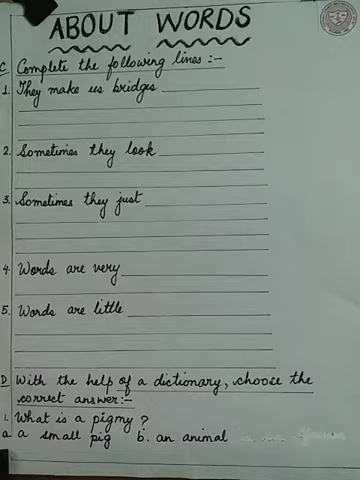 ABOUT WORDS
C Complete the following lines :-
1. They make us bridges
2. Sometimes they look
3. Sometimes they just
4. Words are very
5. Words are little
D With the help of a dictionary, choose the
correct answer:-
1. What is a pigmy ?
a. a small pig b. an animal